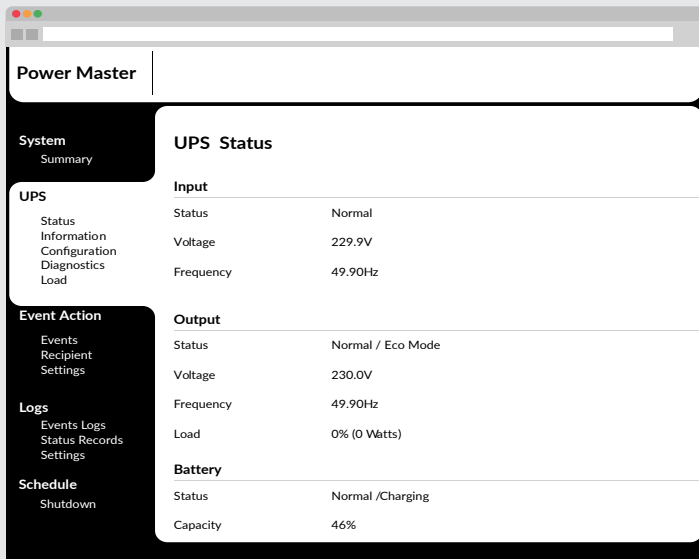 Power Master
System
Summary
UPS
Status
Information
Configuration
Diagnostics
Load
Event Action
Events
Recipient
Settings
Logs
Events Logs
Status Records
Settings
Schedule
Shutdown
UPS Status
Input
Status Normal
Voltage 229.9V
Frequency 49.90Hz
Output
Status Normal / Eco Mode
Voltage 230.0V
Frequency 49.90Hz
Load 0% (0 Watts)
Battery
Status Normal /Charging
Capacity 46%